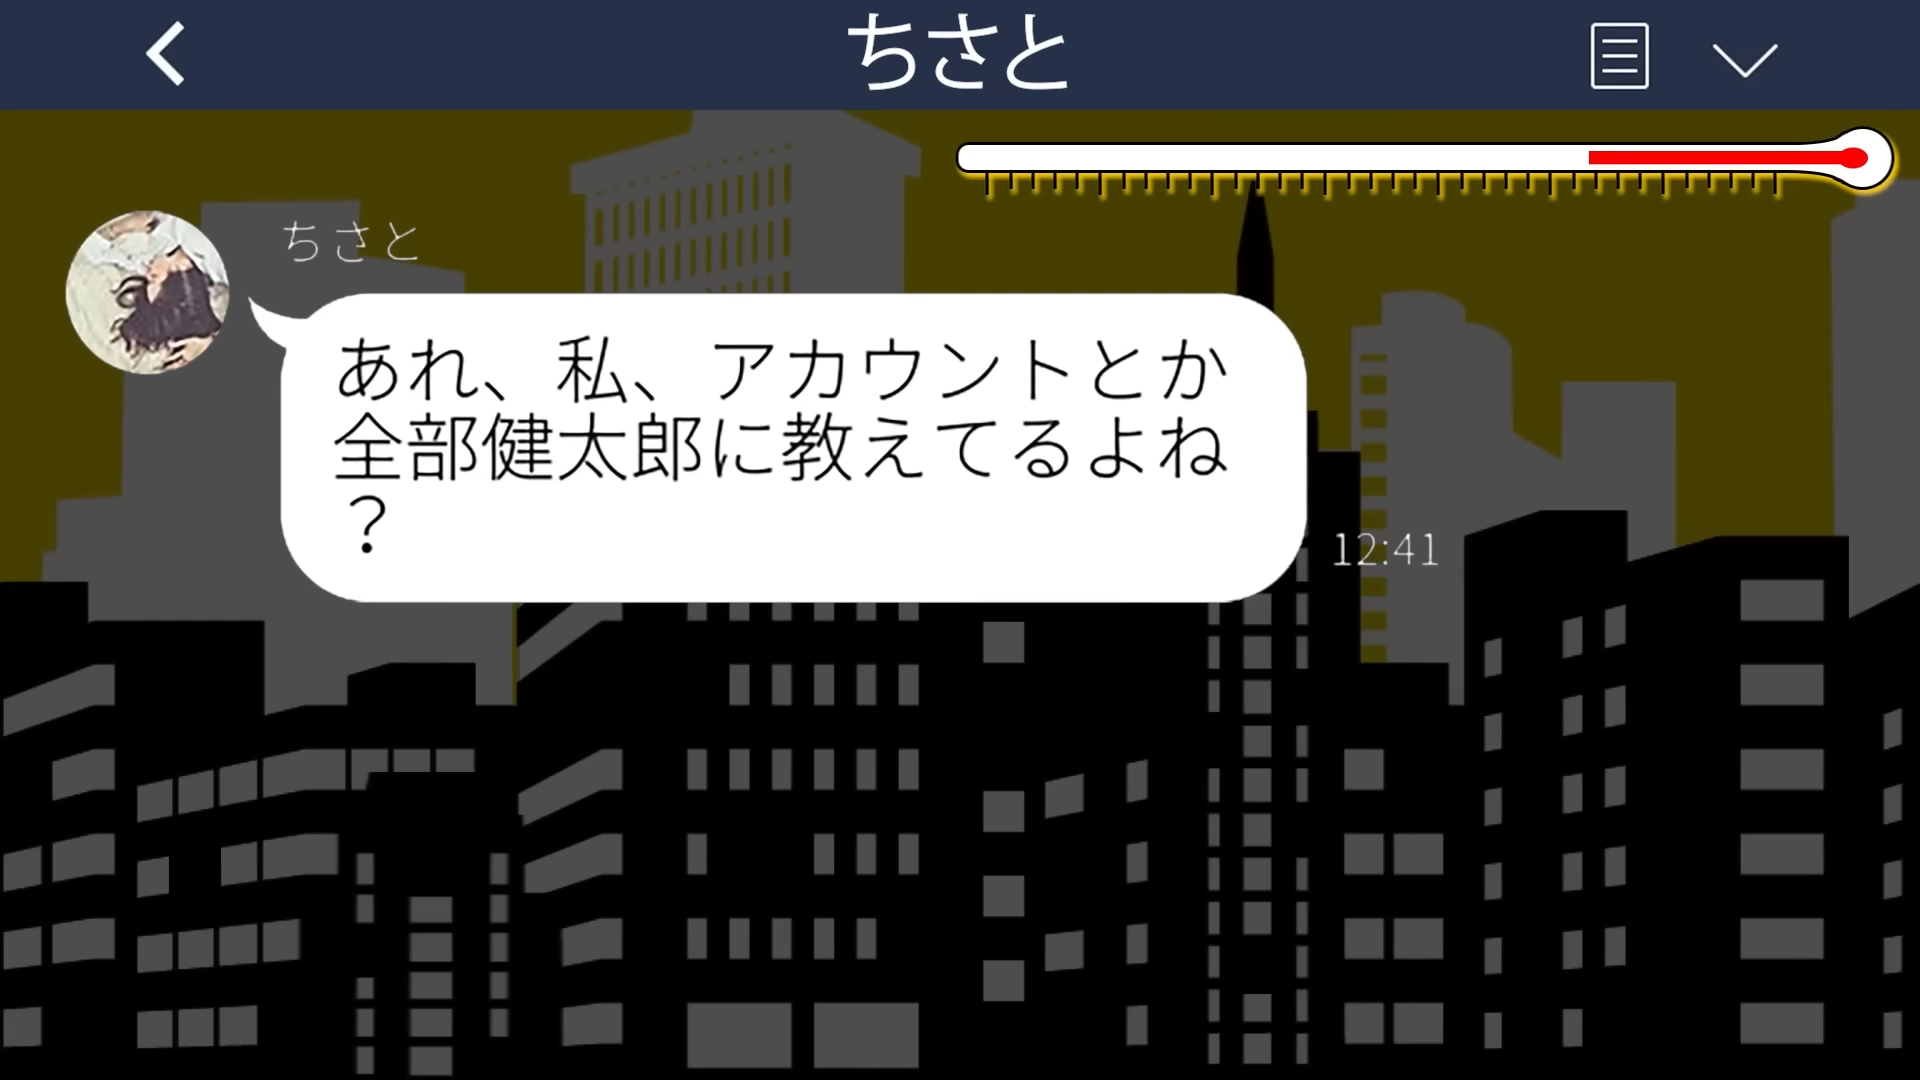 ちさと
ちさと
あれ、私、アカウントとか
全部健太郎に教えてるよね
？
12:41